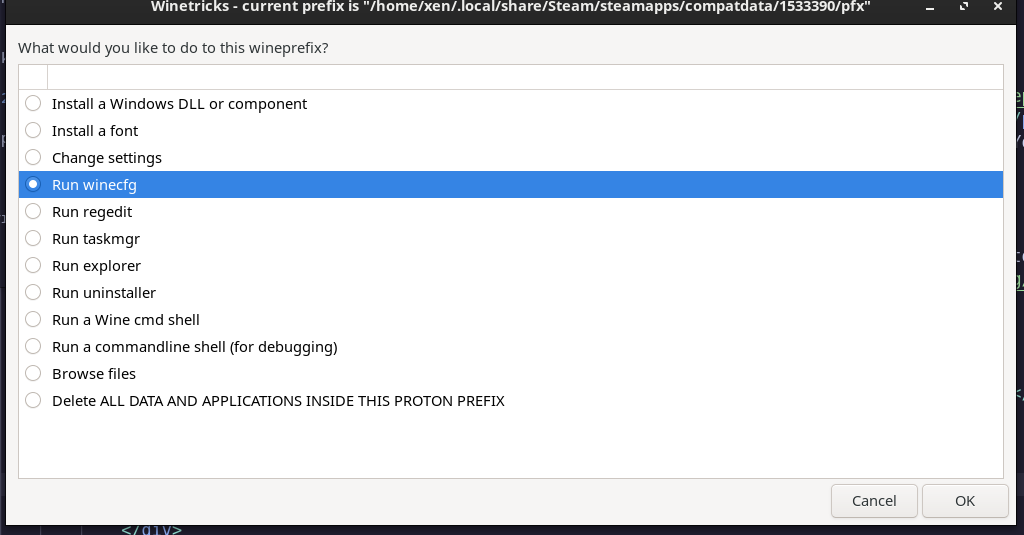 Winetricks - current prefix is "/home/xen/.local/share/Steam/steamapps/compatdata/1533390/pfx"
What would you like to do to this wineprefix?
Install a Windows DLL or component
Install a font
Change settings
Run winecfg
Run regedit
Run taskmgr
Run explorer
Run uninstaller
Run a Wine cmd shell
Run a commandline shell (for debugging)
Browse files
Delete ALL DATA AND APPLICATIONS INSIDE THIS PROTON PREFIX
Cancel OK
</div>